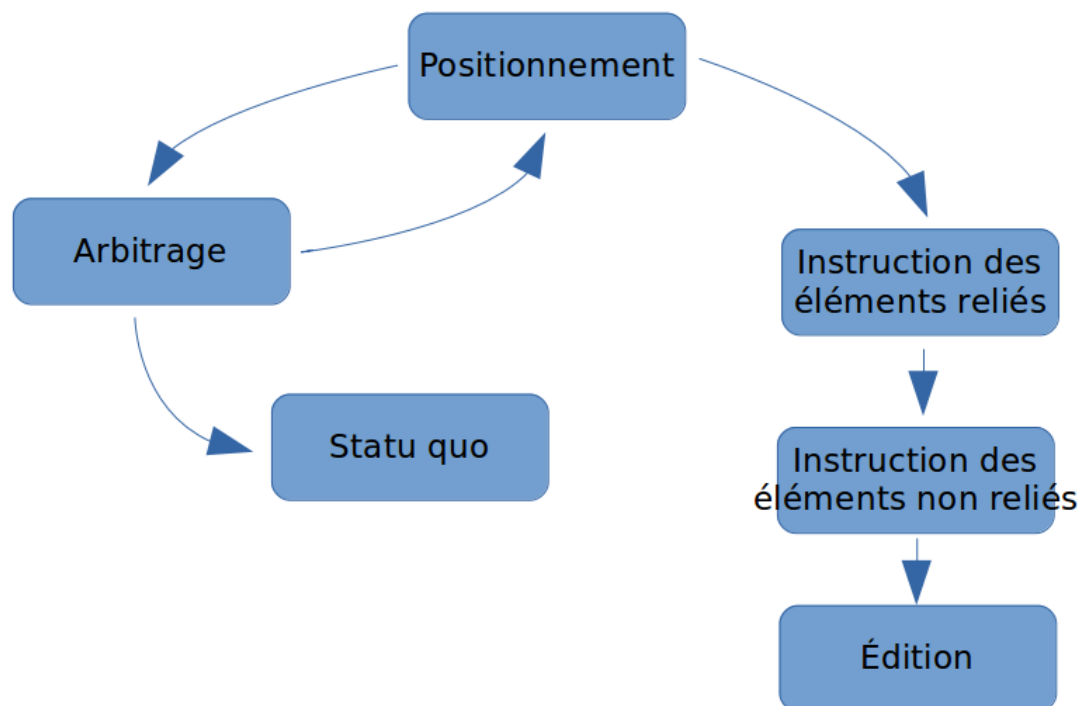 Positionnement
Arbitrage
Instruction des
éléments reliés
Statu quo
Instruction des
éléments non reliés
Édition